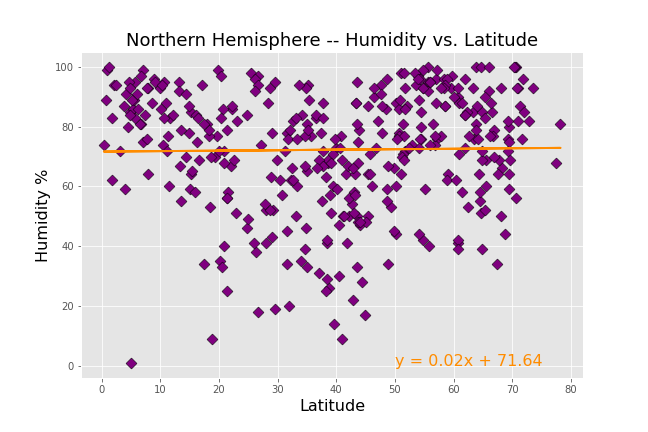 Northern Hemisphere -- Humidity vs. Latitude
100
80
60
40
20
0
Humidity %
y = 0.02x + 71.64
0 10 20 30 40 50 60 70 80
Latitude